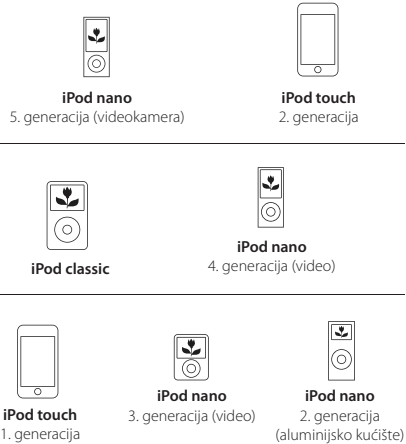 iPod nano
5. generacija (videokamera)
iPod touch
2. generacija
iPod classic
iPod nano
4. generacija (video)
iPod touch
1. generacija
iPod nano
3. generacija (video)
iPod nano
2. generacija
(aluminijsko kućište)